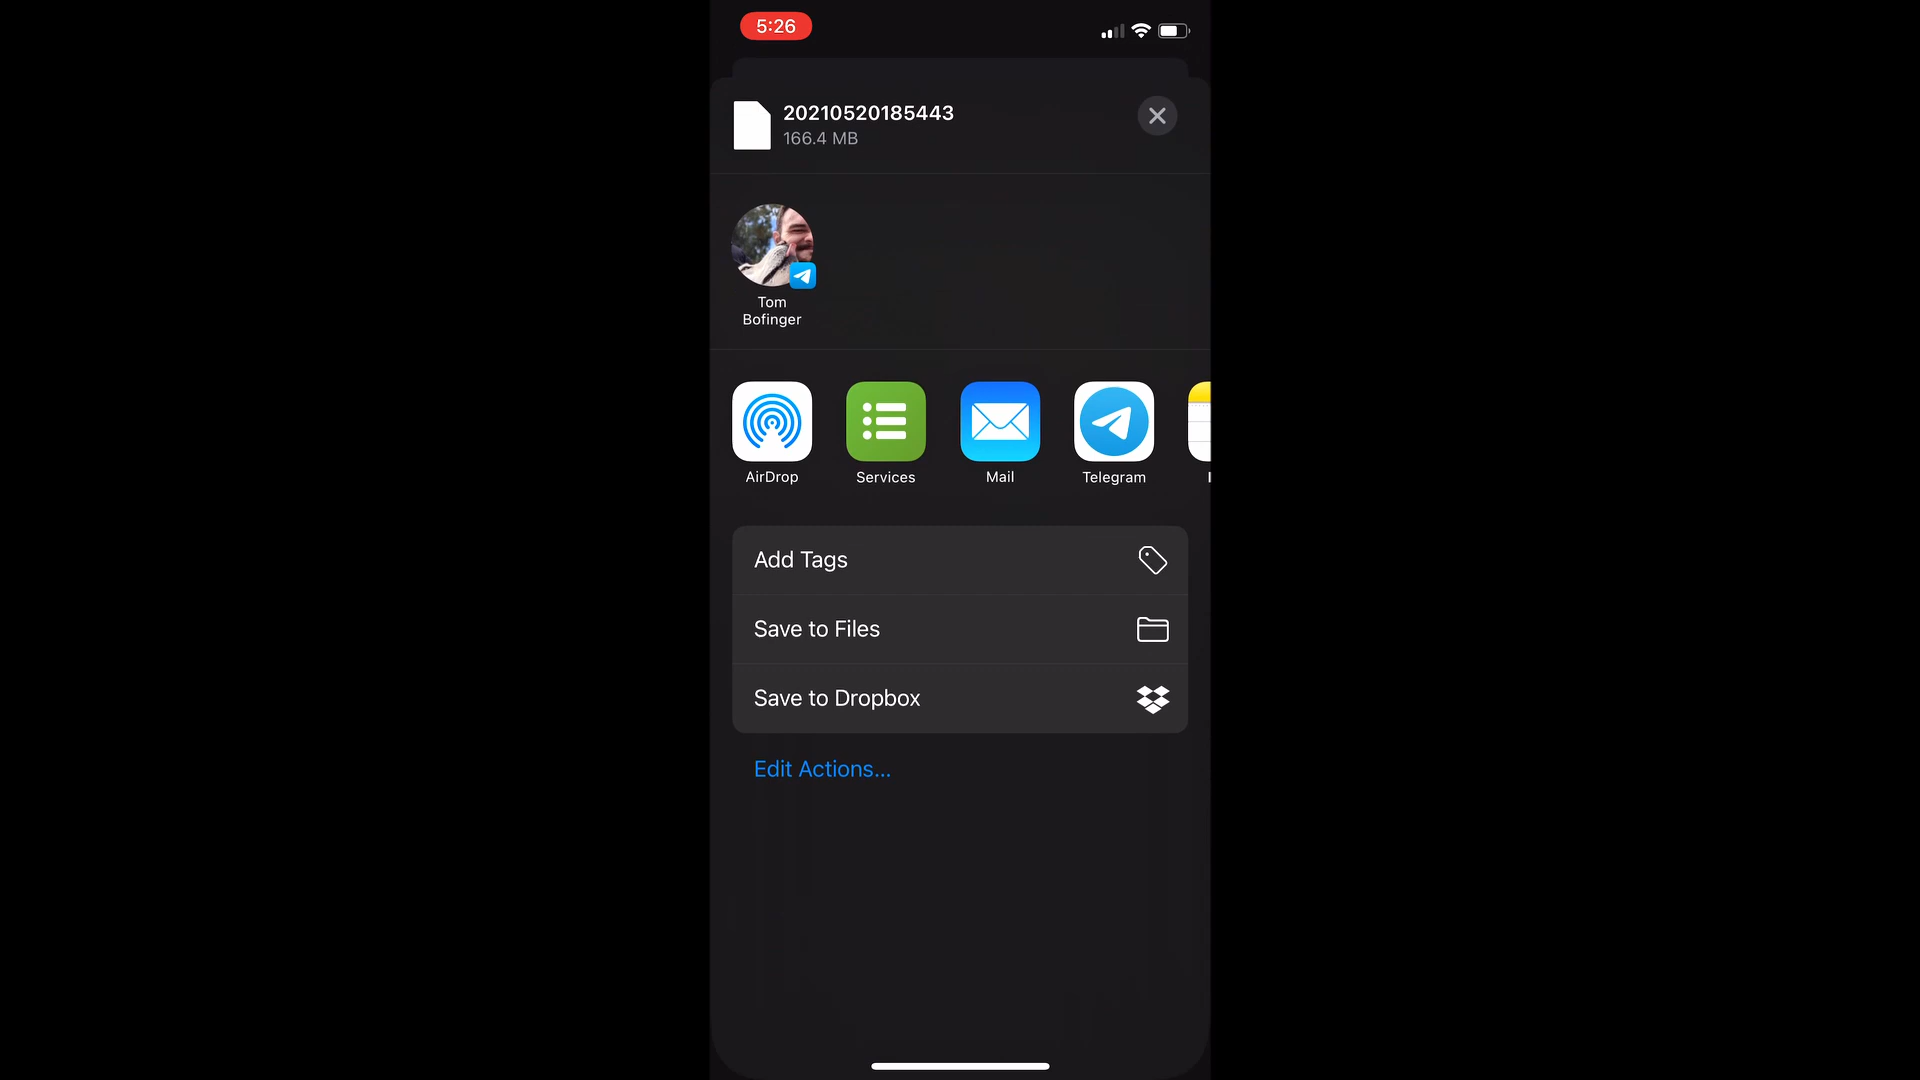 5:26
20210520185443
166.4 MB
Tom
Bofinger
AirDrop
Services
Mail
Telegram
Add Tags
Save to Files
Save to Dropbox
Edit Actions...